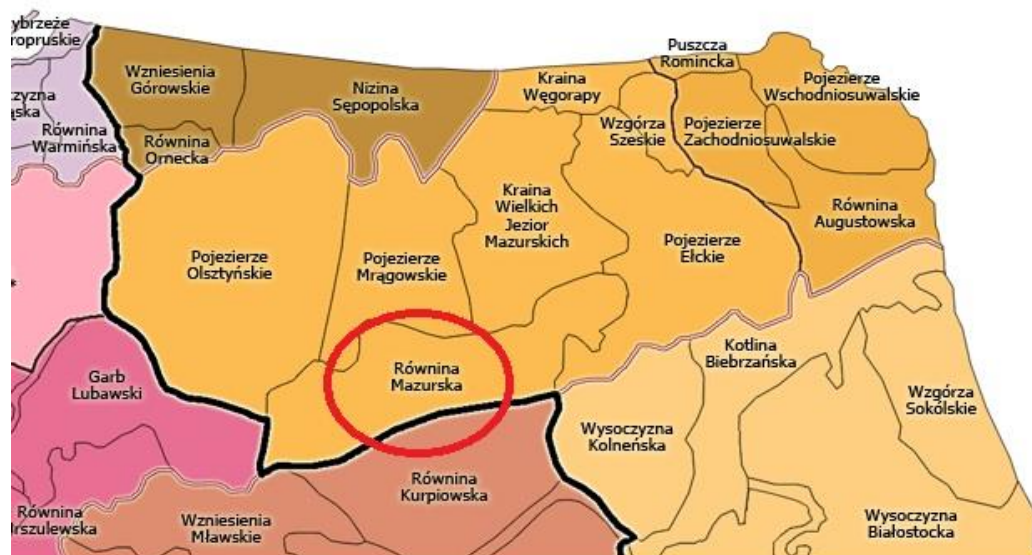 ybrzeże
ropruskie
Wzniesienia
Górowskie
Nizina
Sępopolska
Kraina
Węgorapy
Puszcza
Romincka
Pojezierze
Wschodniosuwalskie
zyzna
ąska
Równina
Warmińska
Równina
Ornecka
Wzgórza
Szeskie
Pojezierze
Zachodniosuwalskie
Kraina
Wielkich
Jezior
Mazurskich
Równina
Augustowska
Pojezierze
Olsztyńskie
Pojezierze
Mrągowskie
Pojezierze
Ełckie
Równina
Mazurska
Kotlina
Biebrzańska
Garb
Lubawski
Wzgórza
Sokólskie
Wysoczyzna
Kolneńska
Równina
Kurpiowska
Równina
rszulewska
Wzniesienia
Mławskie
Wysoczyzna
Białostocka